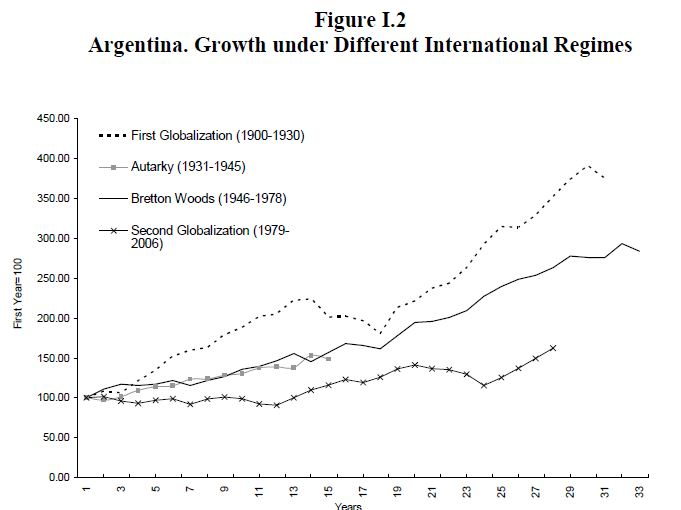 Figure I.2
Argentina. Growth under Different International Regimes
450.00
400.00
350.00
300.00
250.00
200.00
150.00
100.00
50.00
0.00
First Year=100
First Globalization (1900-1930)
Autarky (1931-1945)
Bretton Woods (1946-1978)
Second Globalization (1979-
2006)
1 3 5 7 9 11 13 15 17 19 21 23 25 27 29 31 33
Years